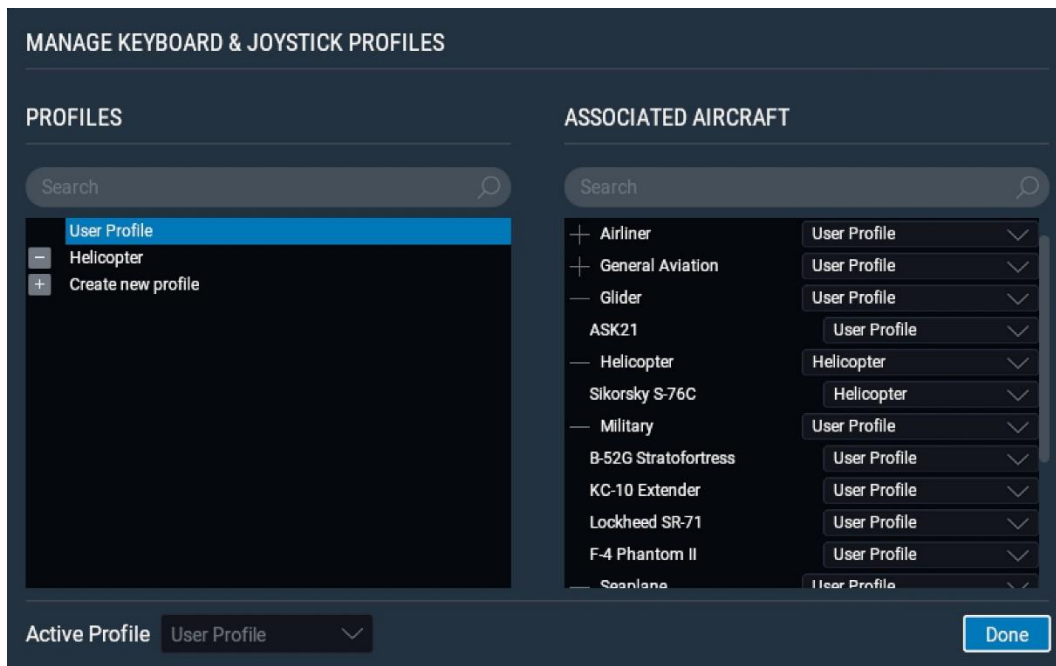 MANAGE KEYBOARD & JOYSTICK PROFILES
PROFILES
Search
User Profile
Helicopter
Create new profile
ASSOCIATED AIRCRAFT
Search
Airliner User Profile
General Aviation User Profile
Glider User Profile
ASK21 User Profile
Helicopter Helicopter
Sikorsky S-76C Helicopter
Military User Profile
B-52G Stratofortress User Profile
KC-10 Extender User Profile
Lockheed SR-71 User Profile
F-4 Phantom II User Profile
Seaplane User Profile
Active Profile User Profile
Done